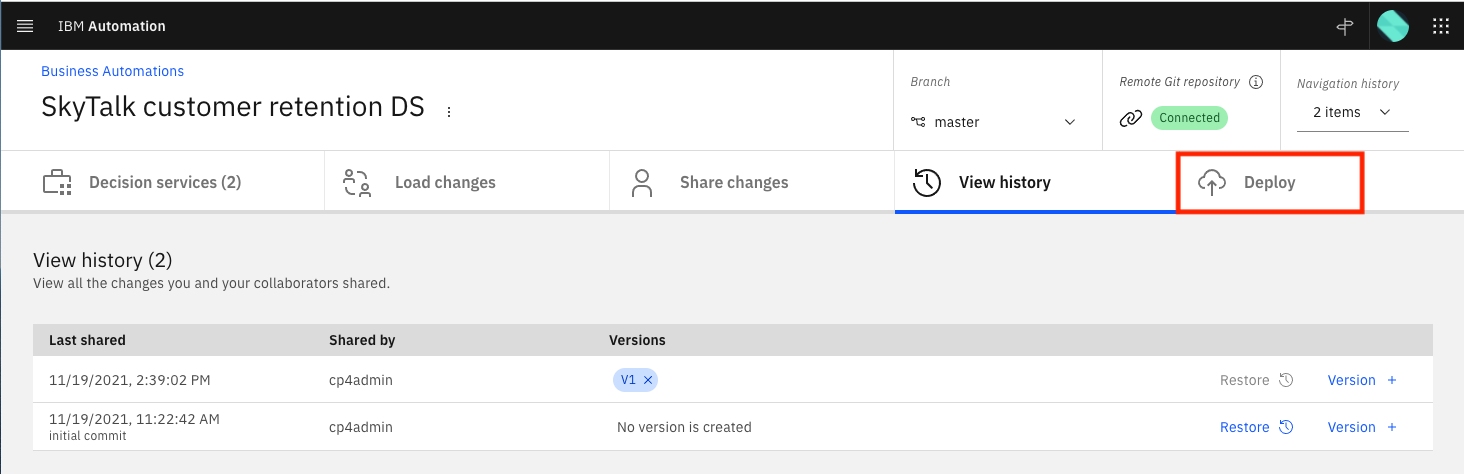 IBM Automation
Business Automations
SkyTalk customer retention DS
Branch
master
Remote Git repository
Connected
Navigation history
2 items
Decision services (2)
Load changes
Share changes
View history
Deploy
View history (2)
View all the changes you and your collaborators shared.
Last shared Shared by Versions
11/19/2021, 2:39:02 PM cp4admin V1 Restore Version +
11/19/2021, 11:22:42 AM
initial commit
cp4admin No version is created Restore Version +